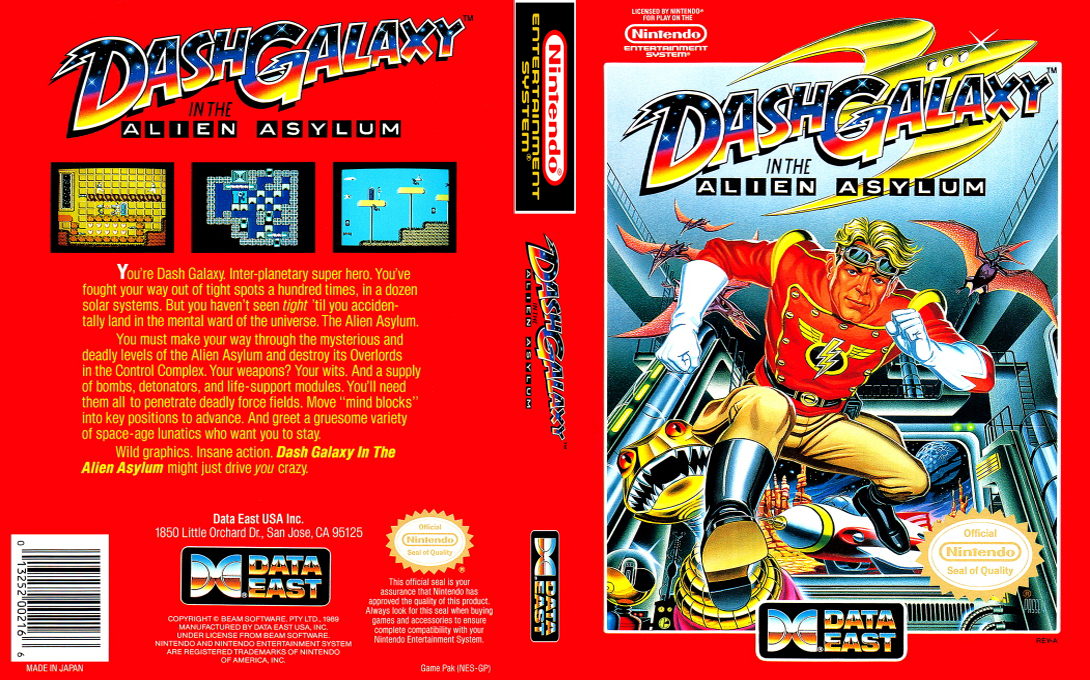 DASH GALAXY™
IN THE
ALIEN ASYLUM
You're Dash Galaxy. Inter-planetary super hero. You've
fought your way out of tight spots a hundred times, in a dozen
solar systems. But you haven't seen tight 'til you acciden-
tally land in the mental ward of the universe. The Alien Asylum.
You must make your way through the mysterious and
deadly levels of the Alien Asylum and destroy its Overlords
in the Control Complex. Your weapons? Your wits. And a supply
of bombs, detonators, and life-support modules. You'll need
them all to penetrate deadly force fields. Move "mind blocks"
into key positions to advance. And greet a gruesome variety
of space-age lunatics who want you to stay.
Wild graphics. Insane action. Dash Galaxy In The
Alien Asylum might just drive you crazy.
Data East USA Inc.
1850 Little Orchard Dr., San Jose, CA 95125
DATA
EAST
®
COPYRIGHT © BEAM SOFTWARE. PTY LTD., 1989
MANUFACTURED BY DATA EAST USA, INC.
UNDER LICENSE FROM BEAM SOFTWARE.
NINTENDO AND NINTENDO ENTERTAINMENT SYSTEM
ARE REGISTERED TRADEMARKS OF NINTENDO
OF AMERICA, INC.
0 13252 00216 6
MADE IN JAPAN
Official
Nintendo
Seal of Quality
®
This official seal is your
assurance that Nintendo has
approved the quality of this product.
Always look for this seal when buying
games and accessories to ensure
complete compatibility with your
Nintendo Entertainment System.
Game Pak (NES-GP)
Nintendo®
ENTERTAINMENT
SYSTEM®
DASH GALAXY™
IN THE
ALIEN ASYLUM
DATA
EAST
®
LICENSED BY NINTENDO®
FOR PLAY ON THE
Nintendo
ENTERTAINMENT
SYSTEM®
DASH GALAXY™
IN THE
ALIEN ASYLUM
Official
Nintendo
Seal of Quality
®
DATA
EAST
®
REV-A